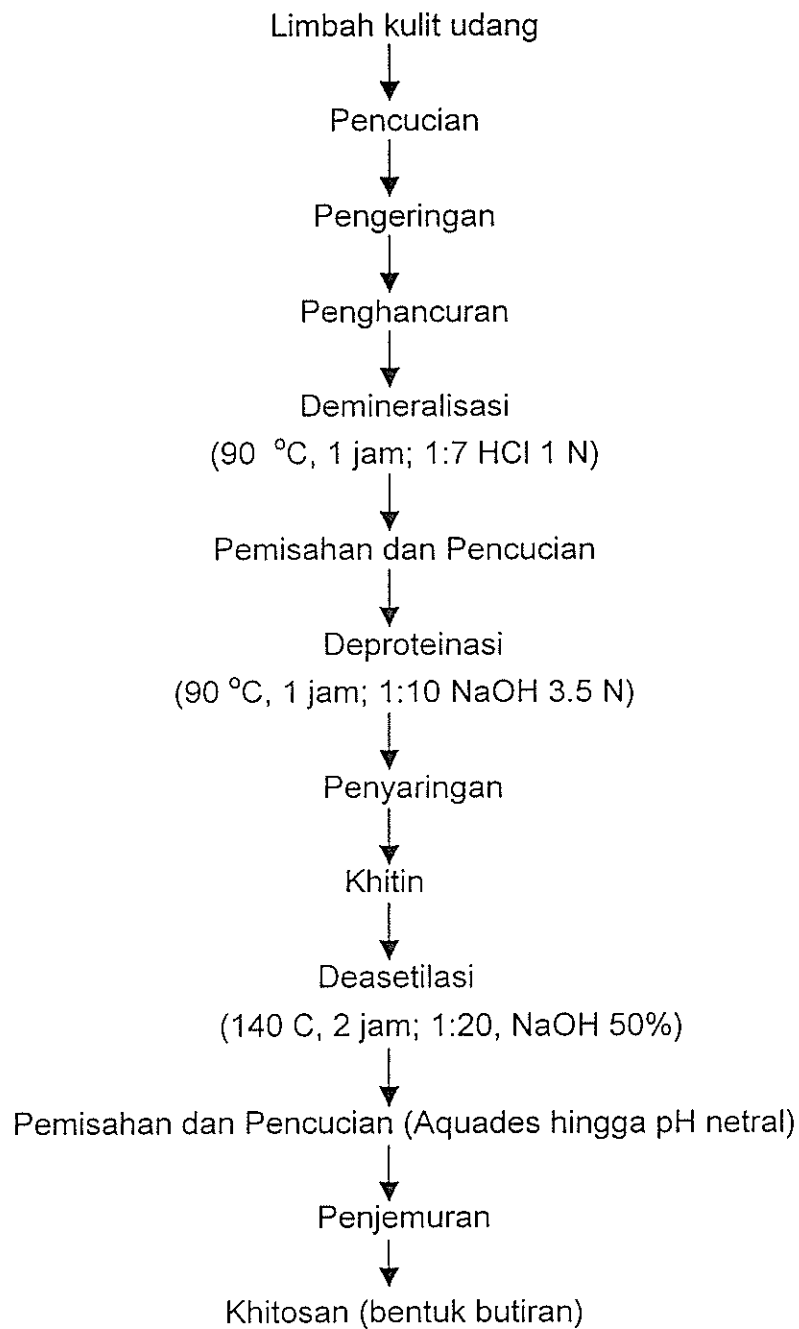 Limbah kulit udang
Pencucian
Pengeringan
Penghancuran
Demineralisasi
(90 °C, 1 jam; 1:7 HCl 1 N)
Pemisahan dan Pencucian
Deproteinasi
(90 °C, 1 jam; 1:10 NaOH 3.5 N)
Penyaringan
Khitin
Deasetilasi
(140 C, 2 jam; 1:20, NaOH 50%)
Pemisahan dan Pencucian (Aquades hingga pH netral)
Penjemuran
Khitosan (bentuk butiran)